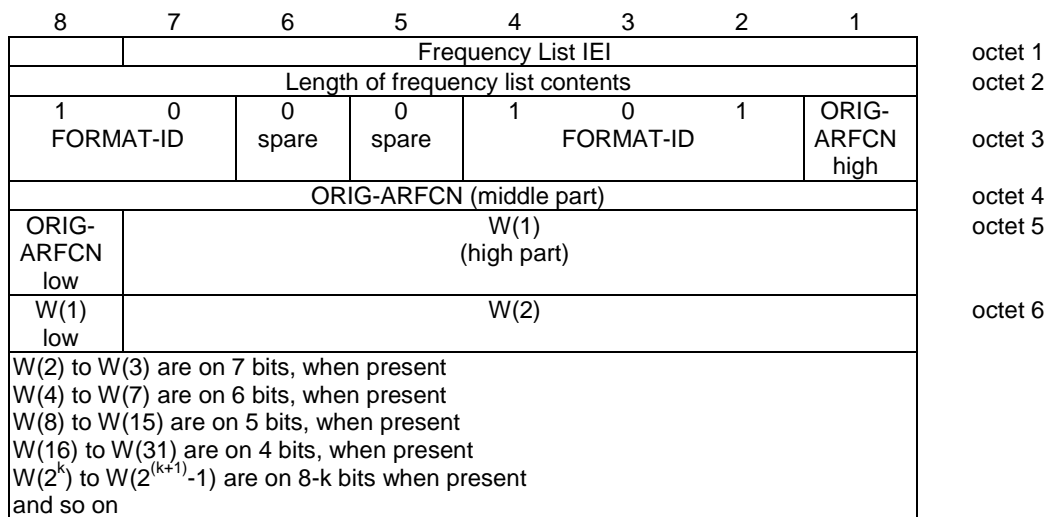 8 7 6 5 4 3 2 1
Frequency List IEI octet 1
Length of frequency list contents octet 2
1 0 0 0 1 0 1 ORIG-
FORMAT-ID spare spare FORMAT-ID ARFCN octet 3
high
ORIG-ARFCN (middle part) octet 4
ORIG- W(1) octet 5
ARFCN (high part)
low
W(1) W(2) octet 6
low
W(2) to W(3) are on 7 bits, when present
W(4) to W(7) are on 6 bits, when present
W(8) to W(15) are on 5 bits, when present
W(16) to W(31) are on 4 bits, when present
W(2^k) to W(2^(k+1)-1) are on 8-k bits when present
and so on